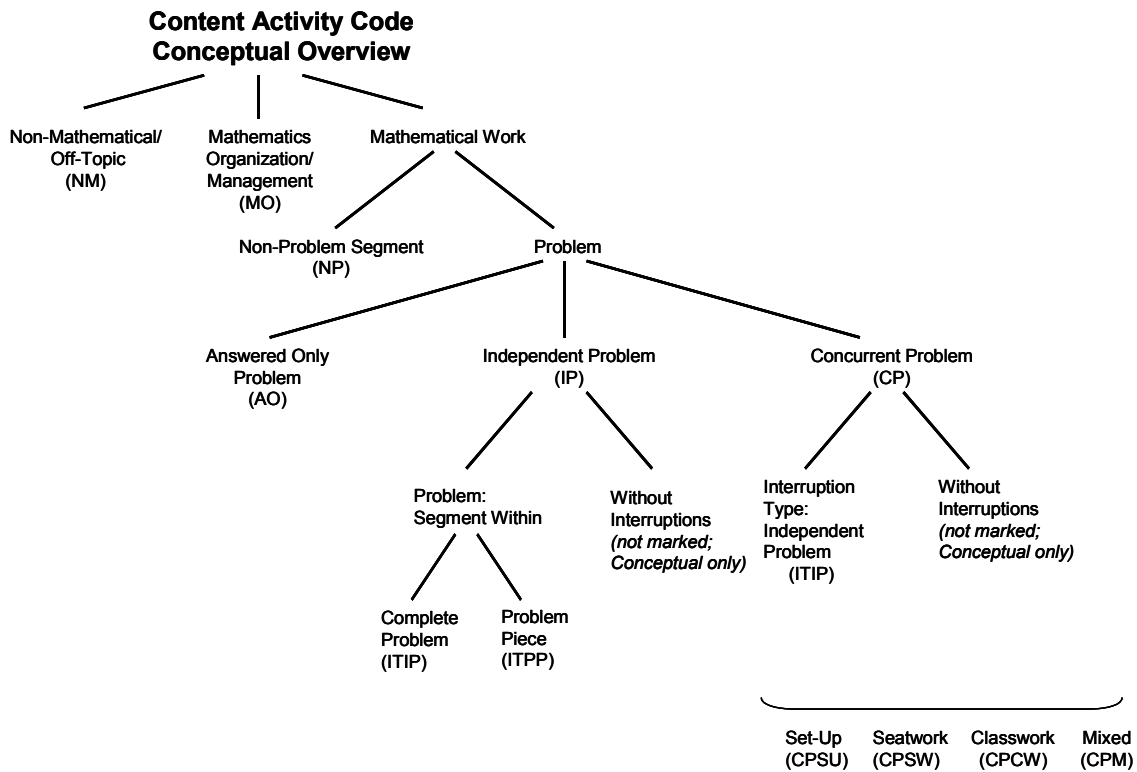 Content Activity Code
Conceptual Overview
Non-Mathematical/
Off-Topic
(NM)
Mathematics
Organization/
Management
(MO)
Mathematical Work
Non-Problem Segment
(NP)
Problem
Answered Only
Problem
(AO)
Independent Problem
(IP)
Concurrent Problem
(CP)
Problem:
Segment Within
Without
Interruptions
(not marked;
Conceptual only)
Interruption
Type:
Independent
Problem
(ITIP)
Without
Interruptions
(not marked;
Conceptual only)
Complete
Problem
(ITIP)
Problem
Piece
(ITPP)
Set-Up
(CPSU)
Seatwork
(CPSW)
Classwork
(CPCW)
Mixed
(CPM)